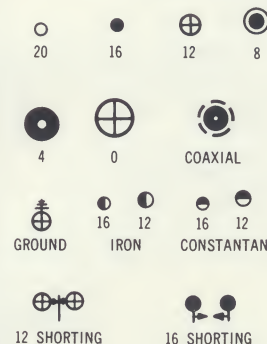 20 16 12 8
4 0 COAXIAL
16 12 16 12
GROUND IRON CONSTANTAN
12 SHORTING 16 SHORTING